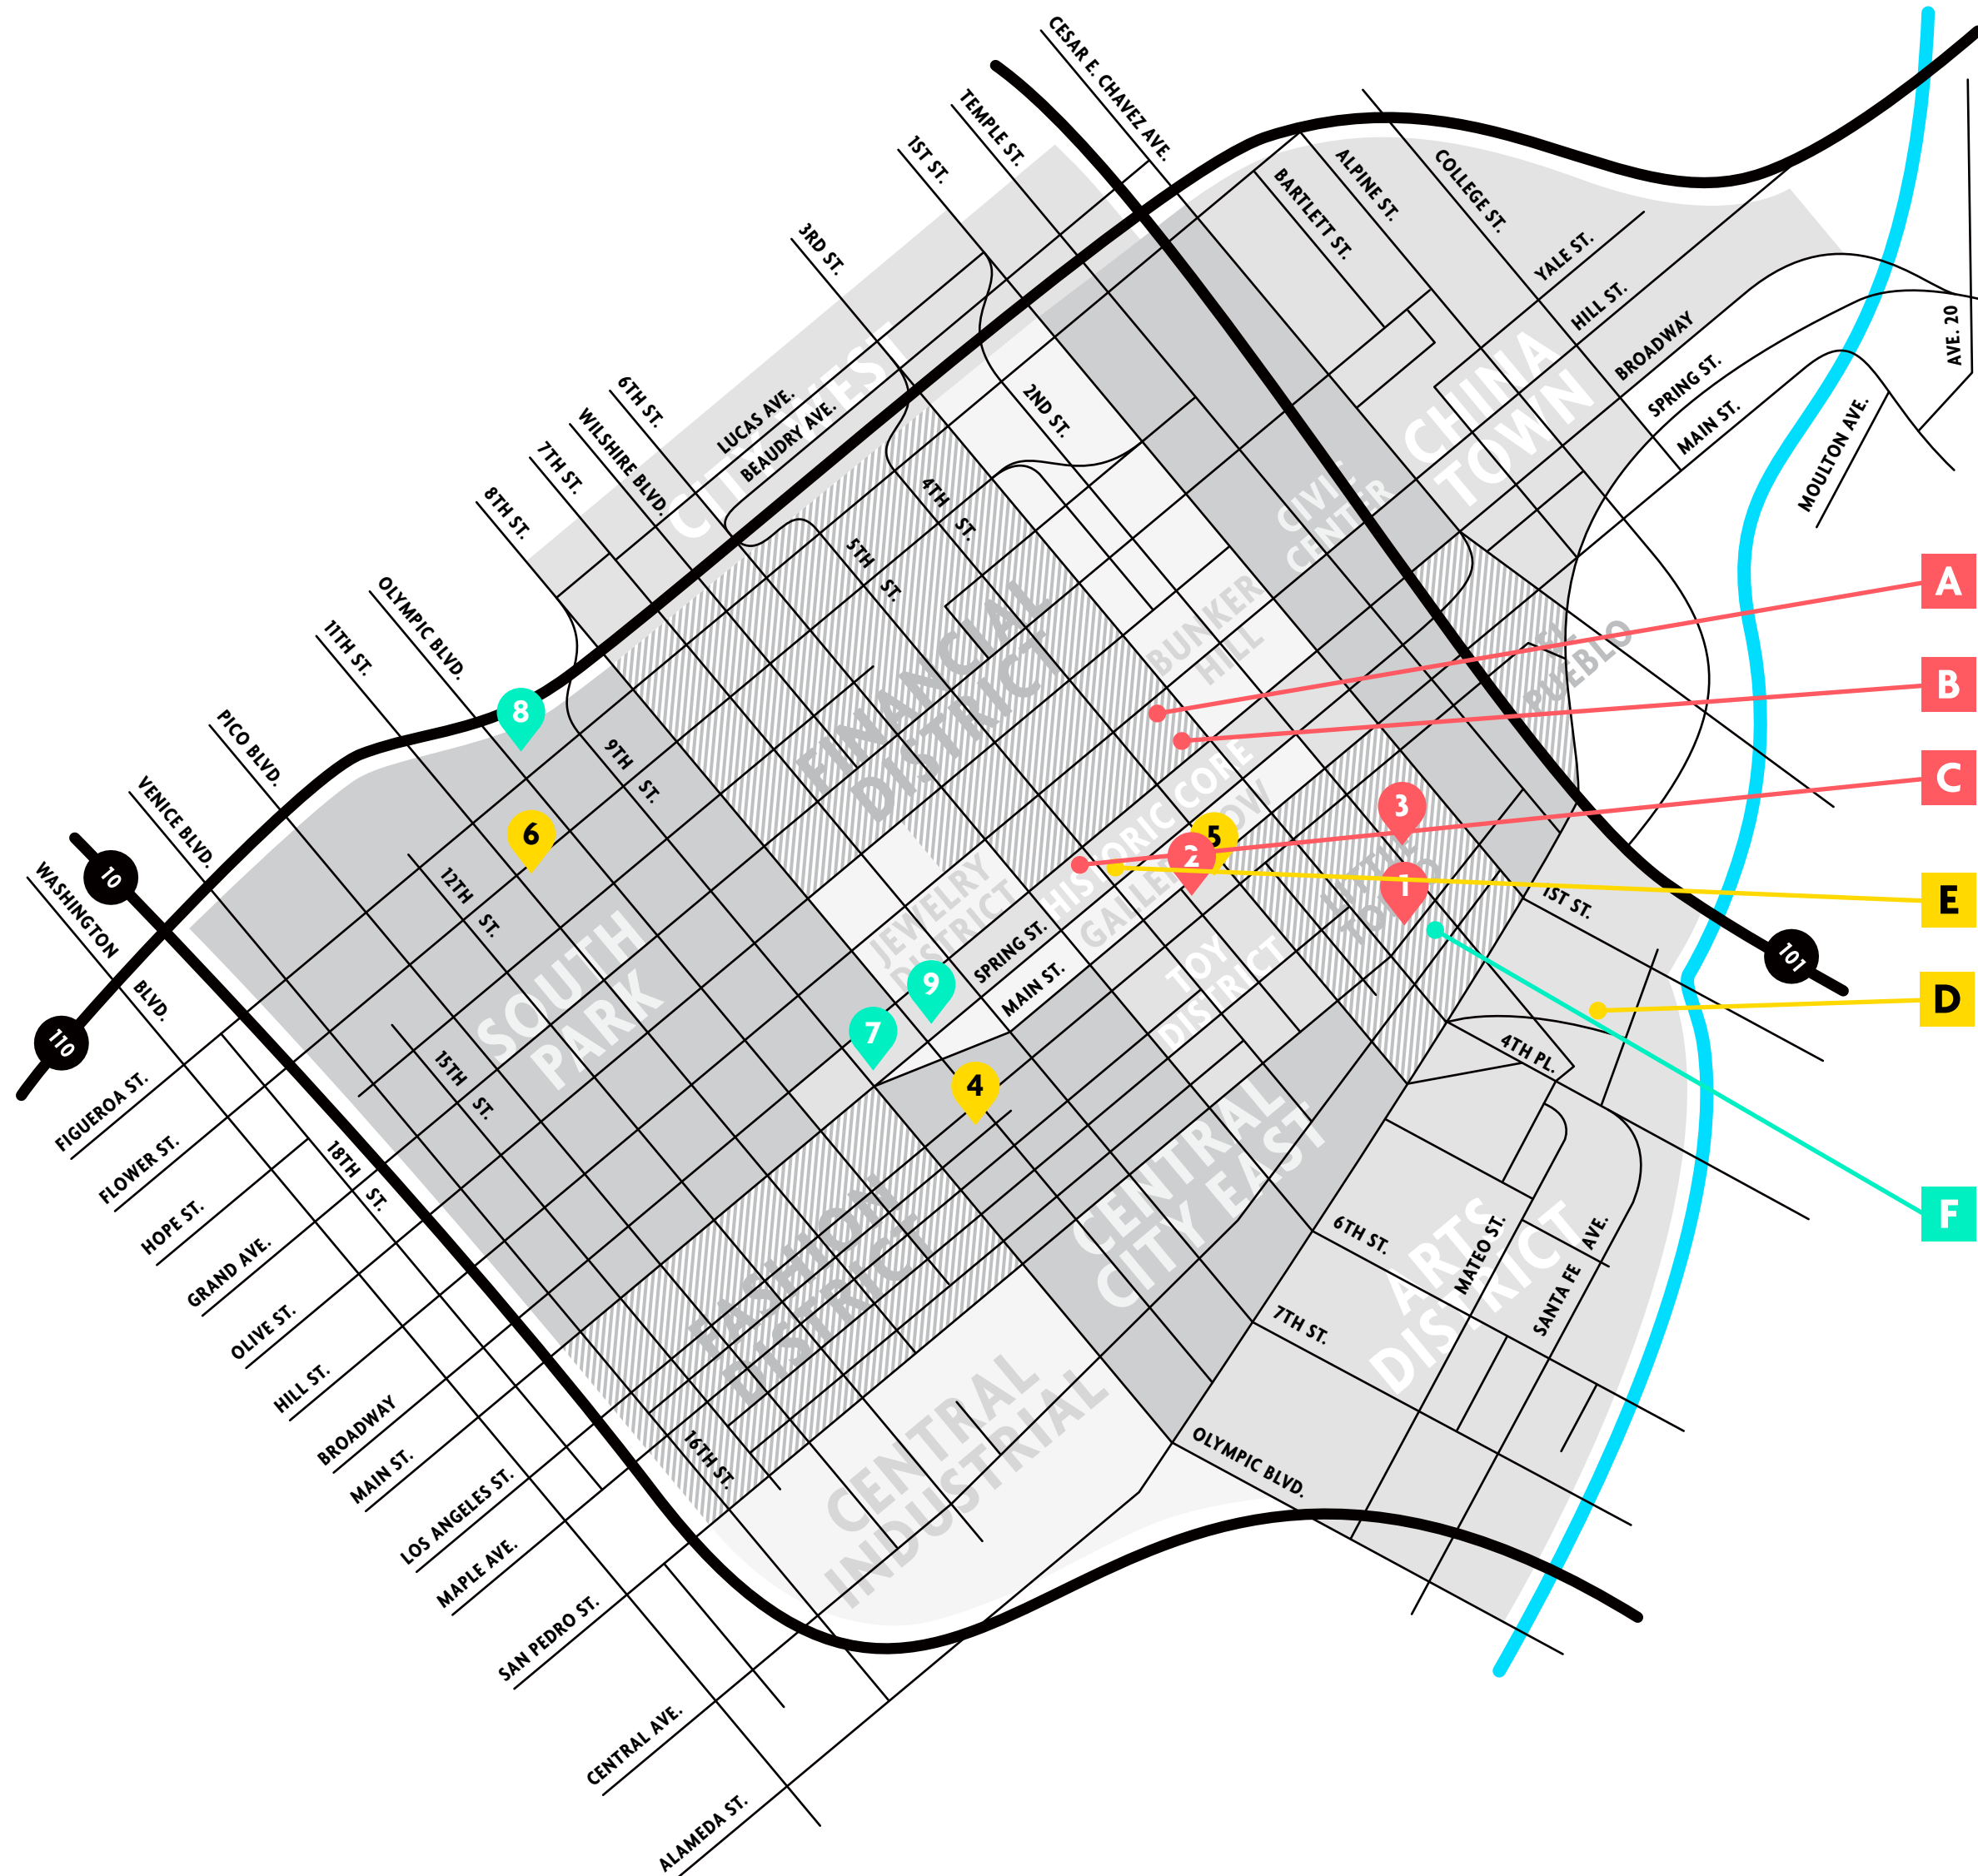 CESAR E. CHAVEZ AVE.
TEMPLE ST.
1ST ST.
3RD ST.
BARTLETT ST.
ALPINE ST.
COLLEGE ST.
YALE ST.
HILL ST.
BROADWAY
SPRING ST.
MAIN ST.
MOULTON AVE.
AVE. 20
2ND ST.
LUCAS AVE.
BEAUDRY AVE.
6TH ST.
WILSHIRE BLVD.
7TH ST.
8TH ST.
4TH ST.
5TH ST.
CHINA
TOWN
CIVIC
CENTER
BUNKER
HILL
FINANCIAL
DISTRICT
PUEBLO
A
B
C
E
D
F
OLYMPIC BLVD.
11TH ST.
PICO BLVD.
VENICE BLVD.
WASHINGTON BLVD.
10
110
101
8
6
3
5
2
1
9
7
4
9TH ST.
12TH ST.
15TH ST.
18TH ST.
16TH ST.
HISTORIC CORE
JEWELRY
DISTRICT
SPRING ST.
MAIN ST.
TOY
DISTRICT
SOUTH
PARK
1ST ST.
4TH PL.
6TH ST.
7TH ST.
OLYMPIC BLVD.
MATEO ST.
SANTA FE AVE.
ARTS
DISTRICT
CENTRAL
CITY EAST
FASHION
DISTRICT
CENTRAL
INDUSTRIAL
FIGUEROA ST.
FLOWER ST.
HOPE ST.
GRAND AVE.
OLIVE ST.
HILL ST.
BROADWAY
MAIN ST.
LOS ANGELES ST.
MAPLE AVE.
SAN PEDRO ST.
CENTRAL AVE.
ALAMEDA ST.